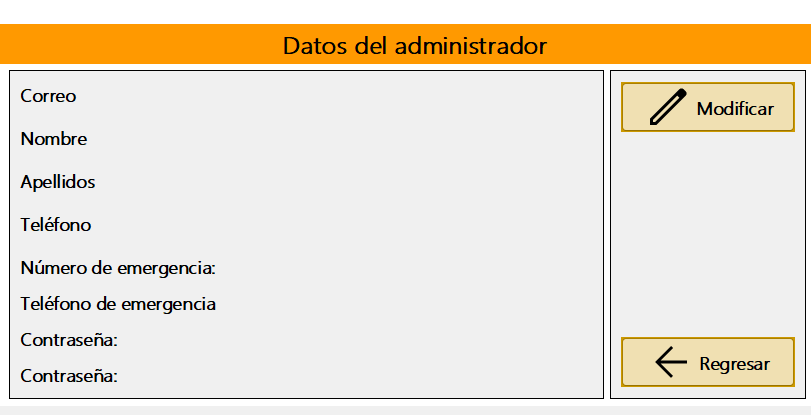 Datos del administrador
Correo
Nombre
Apellidos
Teléfono
Número de emergencia:
Teléfono de emergencia
Contraseña:
Contraseña:
Modificar
Regresar